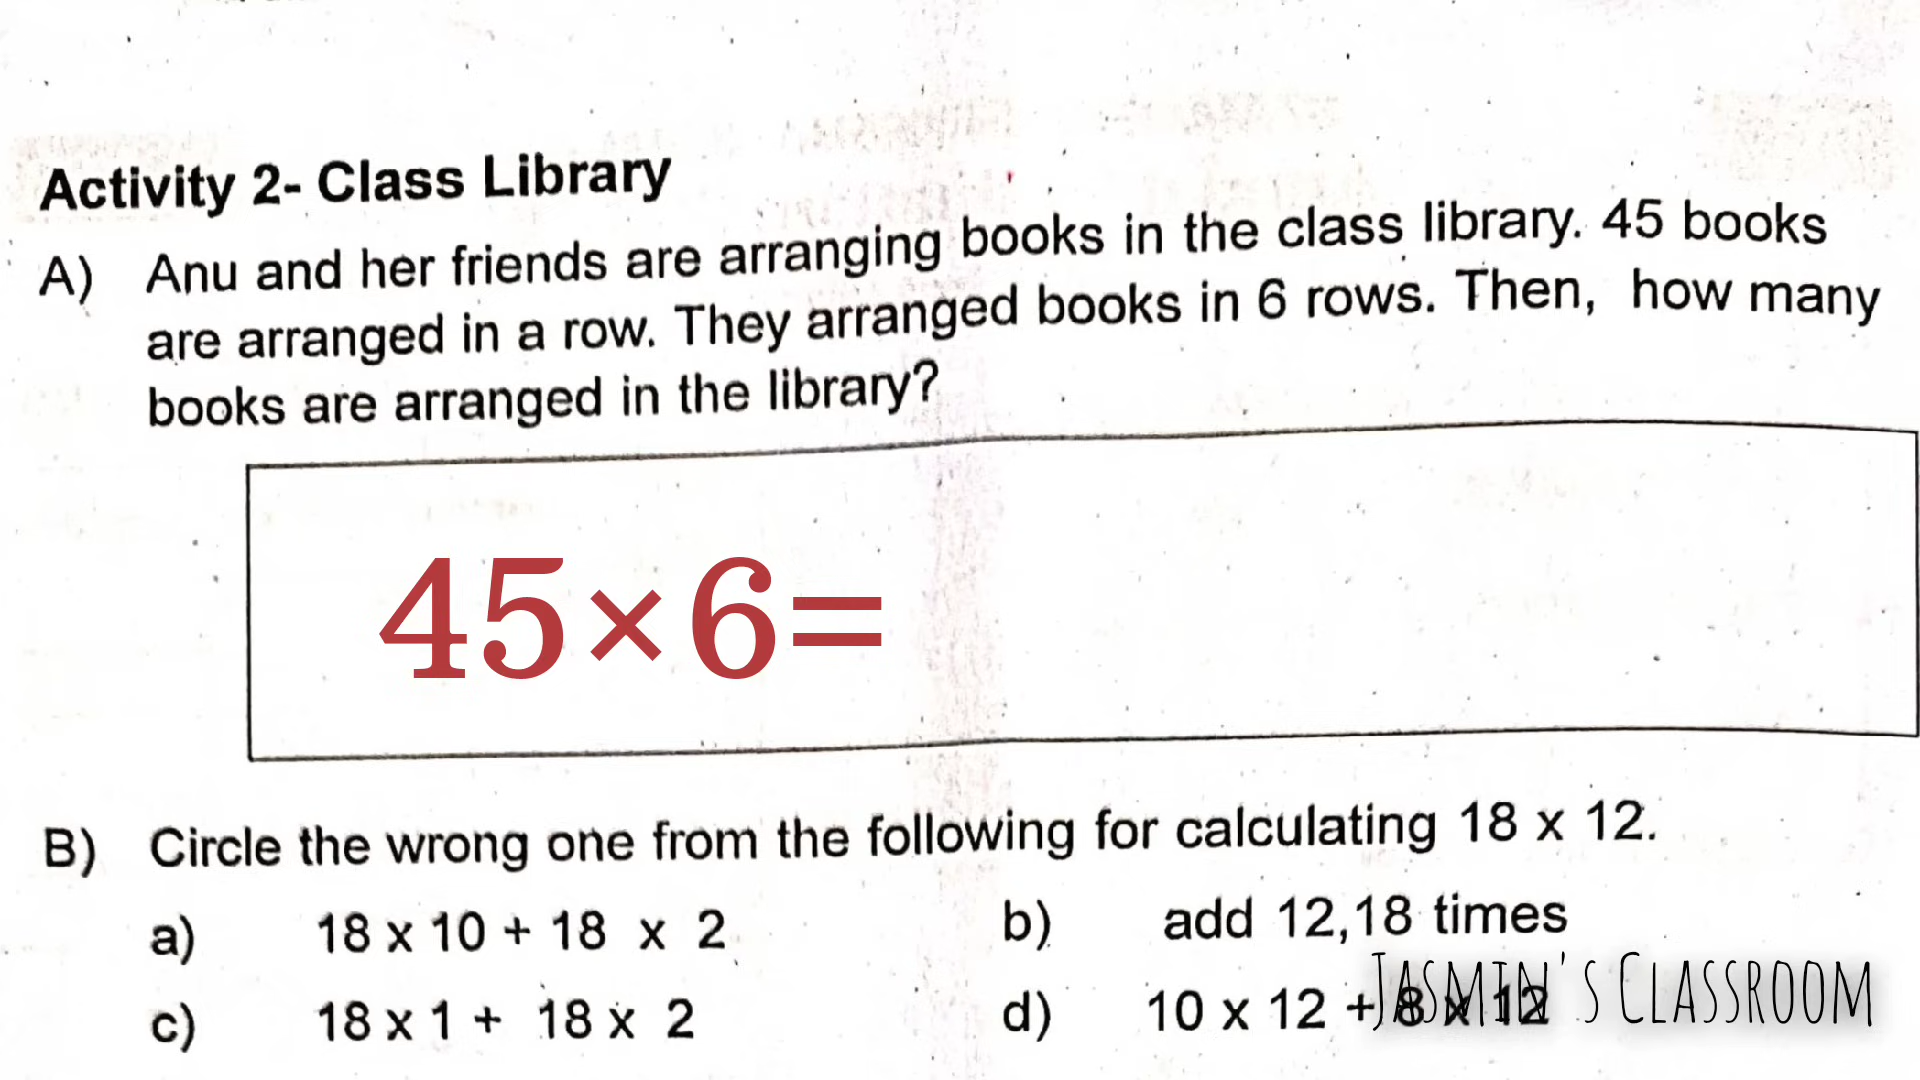 Activity 2- Class Library
A) Anu and her friends are arranging books in the class library. 45 books
are arranged in a row. They arranged books in 6 rows. Then, how many
books are arranged in the library?
45×6=
B) Circle the wrong one from the following for calculating 18 x 12.
a) 18 x 10 + 18 x 2
b) add 12,18 times
c) 18 x 1 + 18 x 2
d) 10 x 12 + 8 x 12
JASMIN'S CLASSROOM